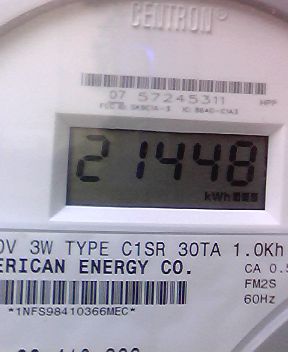 CENTRON®
07 57245311 HPP
21448
kWh
0V 3W TYPE C1SR 30TA 1.0Kh
ERICAN ENERGY CO. CA 0.5
FM2S
*1NFS98410366MEC* 60Hz